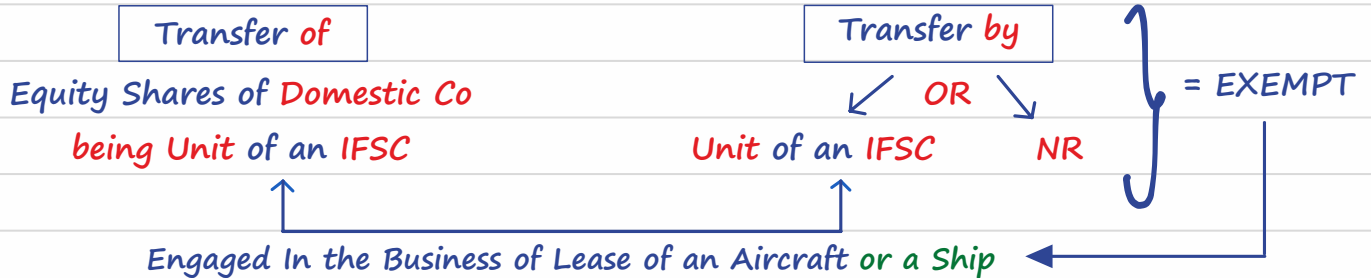 Transfer of
Equity Shares of Domestic Co
being Unit of an IFSC
Transfer by
OR
Unit of an IFSC NR
= EXEMPT
Engaged In the Business of Lease of an Aircraft or a Ship